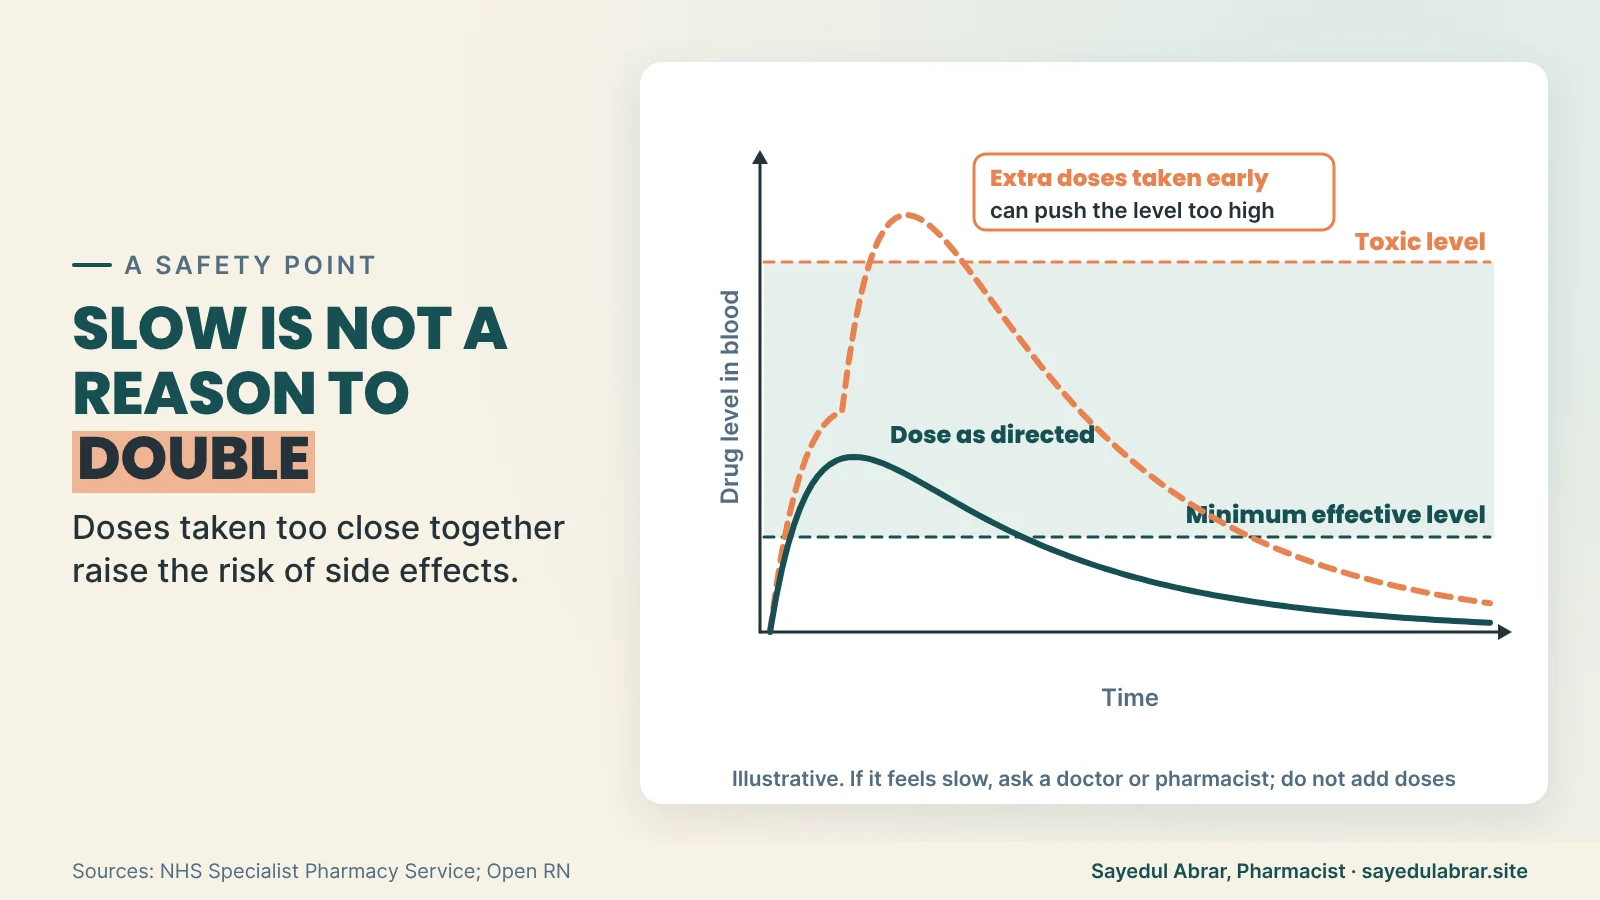 A SAFETY POINT
SLOW IS NOT A
REASON TO
DOUBLE
Doses taken too close together
raise the risk of side effects.
Extra doses taken early
can push the level too high
Toxic level
Drug level in blood
Dose as directed
Minimum effective level
Time
Illustrative. If it feels slow, ask a doctor or pharmacist; do not add doses
Sources: NHS Specialist Pharmacy Service; Open RN
Sayedul Abrar, Pharmacist · sayedulabrar.site